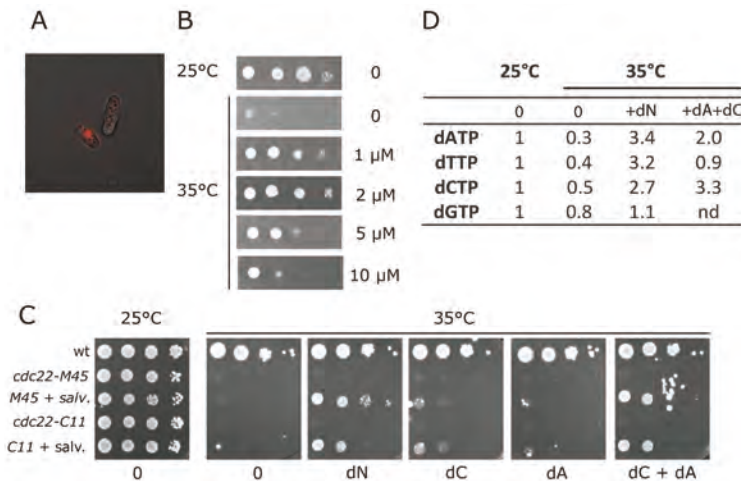 A
B
25°C
0
0
1 µM
35°C
2 µM
5 µM
10 µM
D
25°C 35°C
0 0 +dN +dA+dC
dATP 1 0.3 3.4 2.0
dTTP 1 0.4 3.2 0.9
dCTP 1 0.5 2.7 3.3
dGTP 1 0.8 1.1 nd
C
25°C 35°C
wt
cdc22-M45
M45 + salv.
cdc22-C11
C11 + salv.
0 0 dN dC dA dC + dA